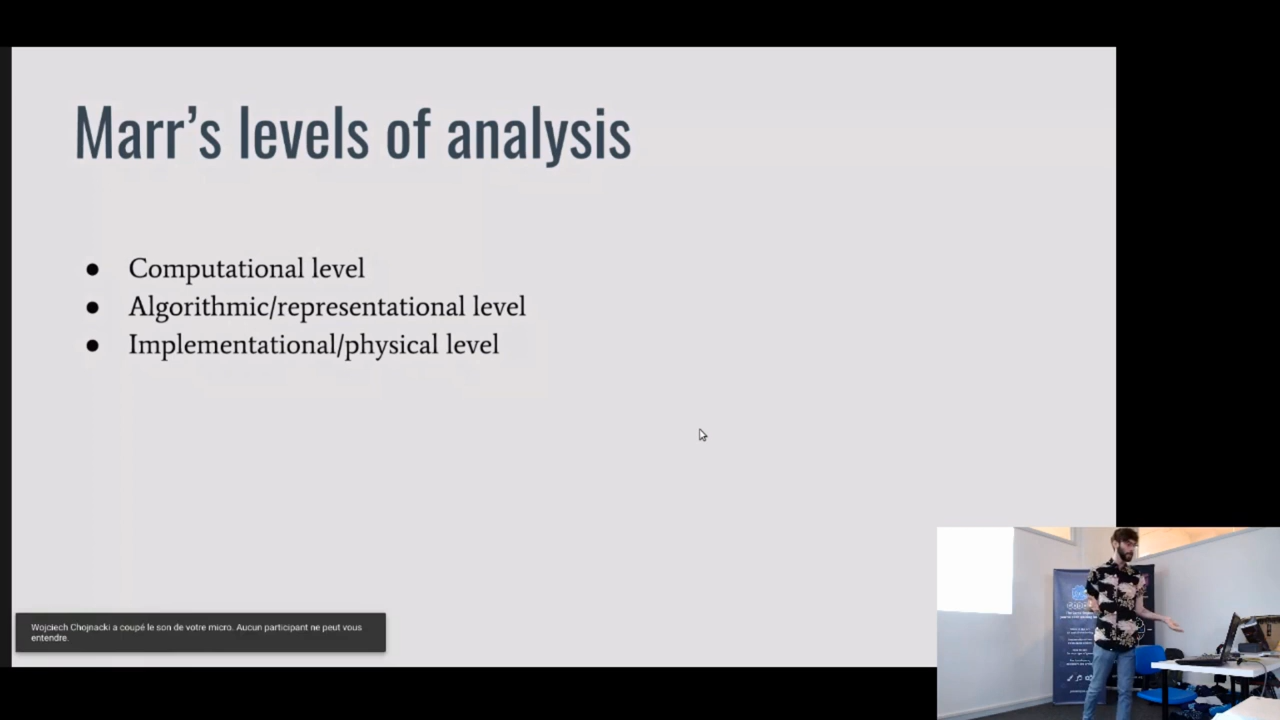 Marr’s levels of analysis
● Computational level
● Algorithmic/representational level
● Implementational/physical level
Wojciech Chojnacki a coupé le son de votre micro. Aucun participant ne peut vous
entendre.